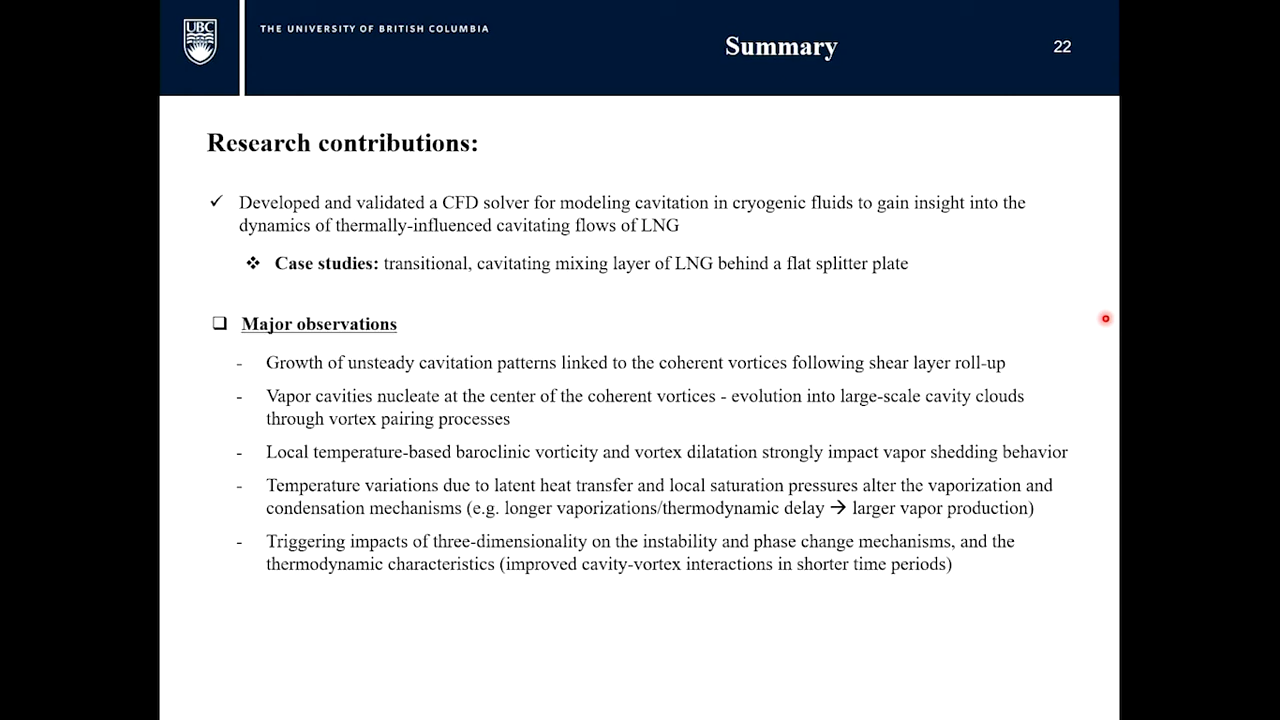 UBC
THE UNIVERSITY OF BRITISH COLUMBIA
Summary
22
Research contributions:
✓ Developed and validated a CFD solver for modeling cavitation in cryogenic fluids to gain insight into the
dynamics of thermally-influenced cavitating flows of LNG
❖ Case studies: transitional, cavitating mixing layer of LNG behind a flat splitter plate
❑ Major observations
- Growth of unsteady cavitation patterns linked to the coherent vortices following shear layer roll-up
- Vapor cavities nucleate at the center of the coherent vortices - evolution into large-scale cavity clouds
through vortex pairing processes
- Local temperature-based baroclinic vorticity and vortex dilatation strongly impact vapor shedding behavior
- Temperature variations due to latent heat transfer and local saturation pressures alter the vaporization and
condensation mechanisms (e.g. longer vaporizations/thermodynamic delay → larger vapor production)
- Triggering impacts of three-dimensionality on the instability and phase change mechanisms, and the
thermodynamic characteristics (improved cavity-vortex interactions in shorter time periods)